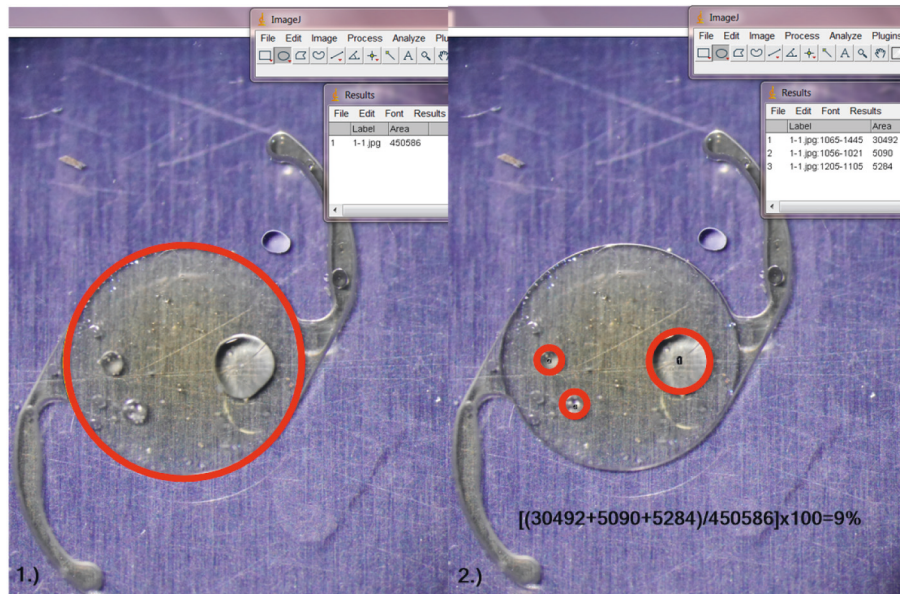 ImageJ
File Edit Image Process Analyze Plu
A
Results
File Edit Font Results
Label Area
1 1-1.jpg 450586
1.)
ImageJ
File Edit Image Process Analyze Plugins
A
Results
File Edit Font Results
Label Area
1 1-1.jpg:1065-1445 30492
2 1-1.jpg:1056-1021 5090
3 1-1.jpg:1205-1105 5284
1
[(30492+5090+5284)/450586]x100=9%
2.)